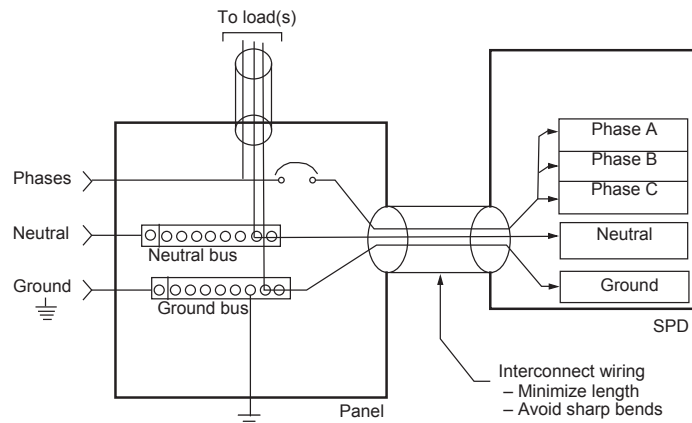 To load(s)
Phases
Neutral
Neutral bus
Ground
Ground bus
Panel
Phase A
Phase B
Phase C
Neutral
Ground
SPD
Interconnect wiring
– Minimize length
– Avoid sharp bends